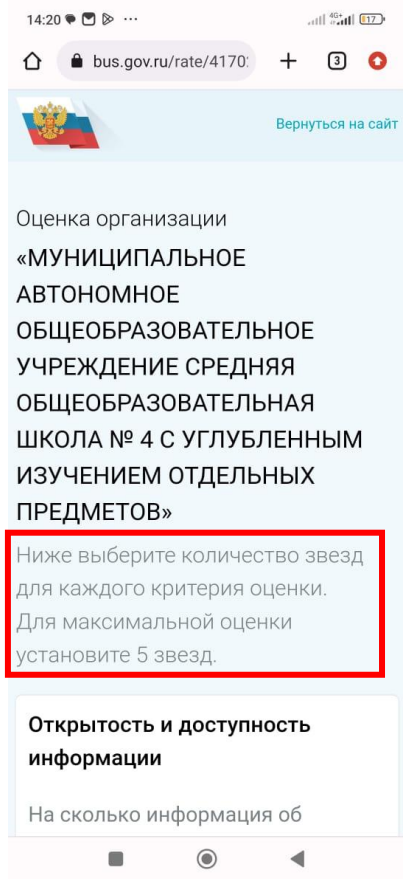 14:20
4G+
17
bus.gov.ru/rate/4170
3
Вернуться на сайт
Оценка организации
«МУНИЦИПАЛЬНОЕ
АВТОНОМНОЕ
ОБЩЕОБРАЗОВАТЕЛЬНОЕ
УЧРЕЖДЕНИЕ СРЕДНЯЯ
ОБЩЕОБРАЗОВАТЕЛЬНАЯ
ШКОЛА № 4 С УГЛУБЛЕННЫМ
ИЗУЧЕНИЕМ ОТДЕЛЬНЫХ
ПРЕДМЕТОВ»
Ниже выберите количество звезд
для каждого критерия оценки.
Для максимальной оценки
установите 5 звезд.
Открытость и доступность
информации
На сколько информация об